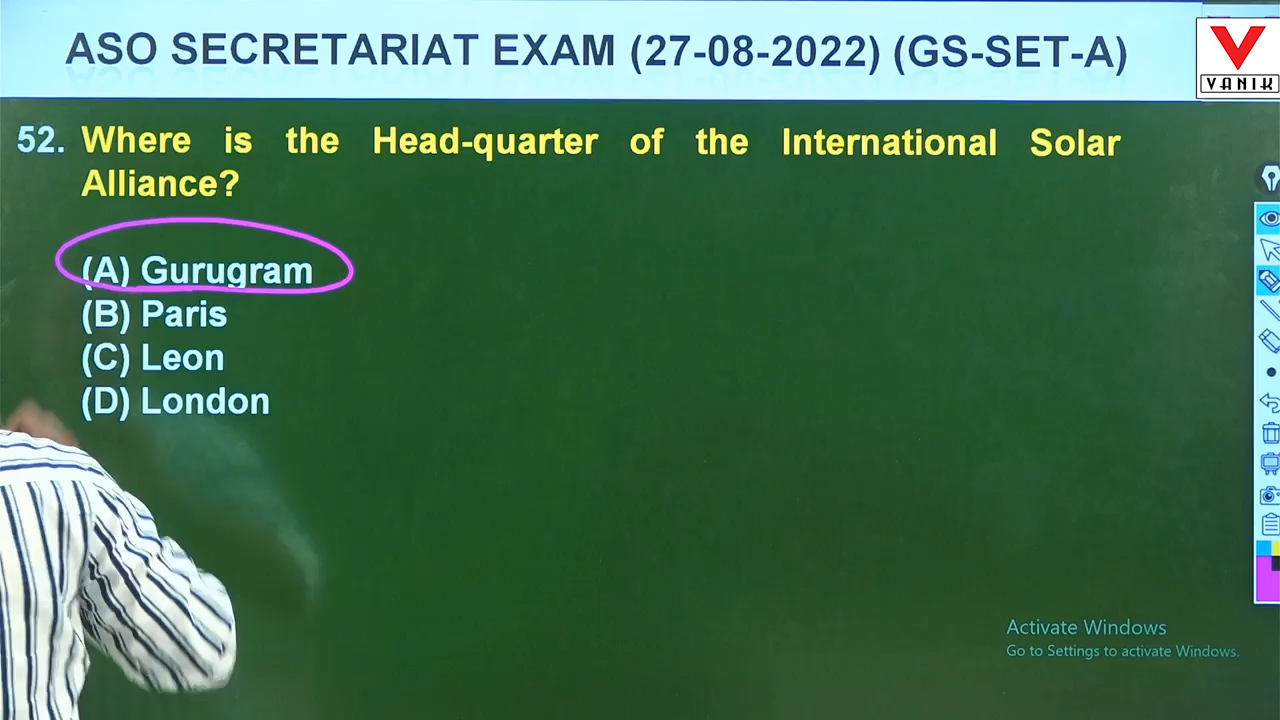 ASO SECRETARIAT EXAM (27-08-2022) (GS-SET-A)
VANIK
52. Where is the Head-quarter of the International Solar
Alliance?
(A) Gurugram
(B) Paris
(C) Leon
(D) London
Activate Windows
Go to Settings to activate Windows.